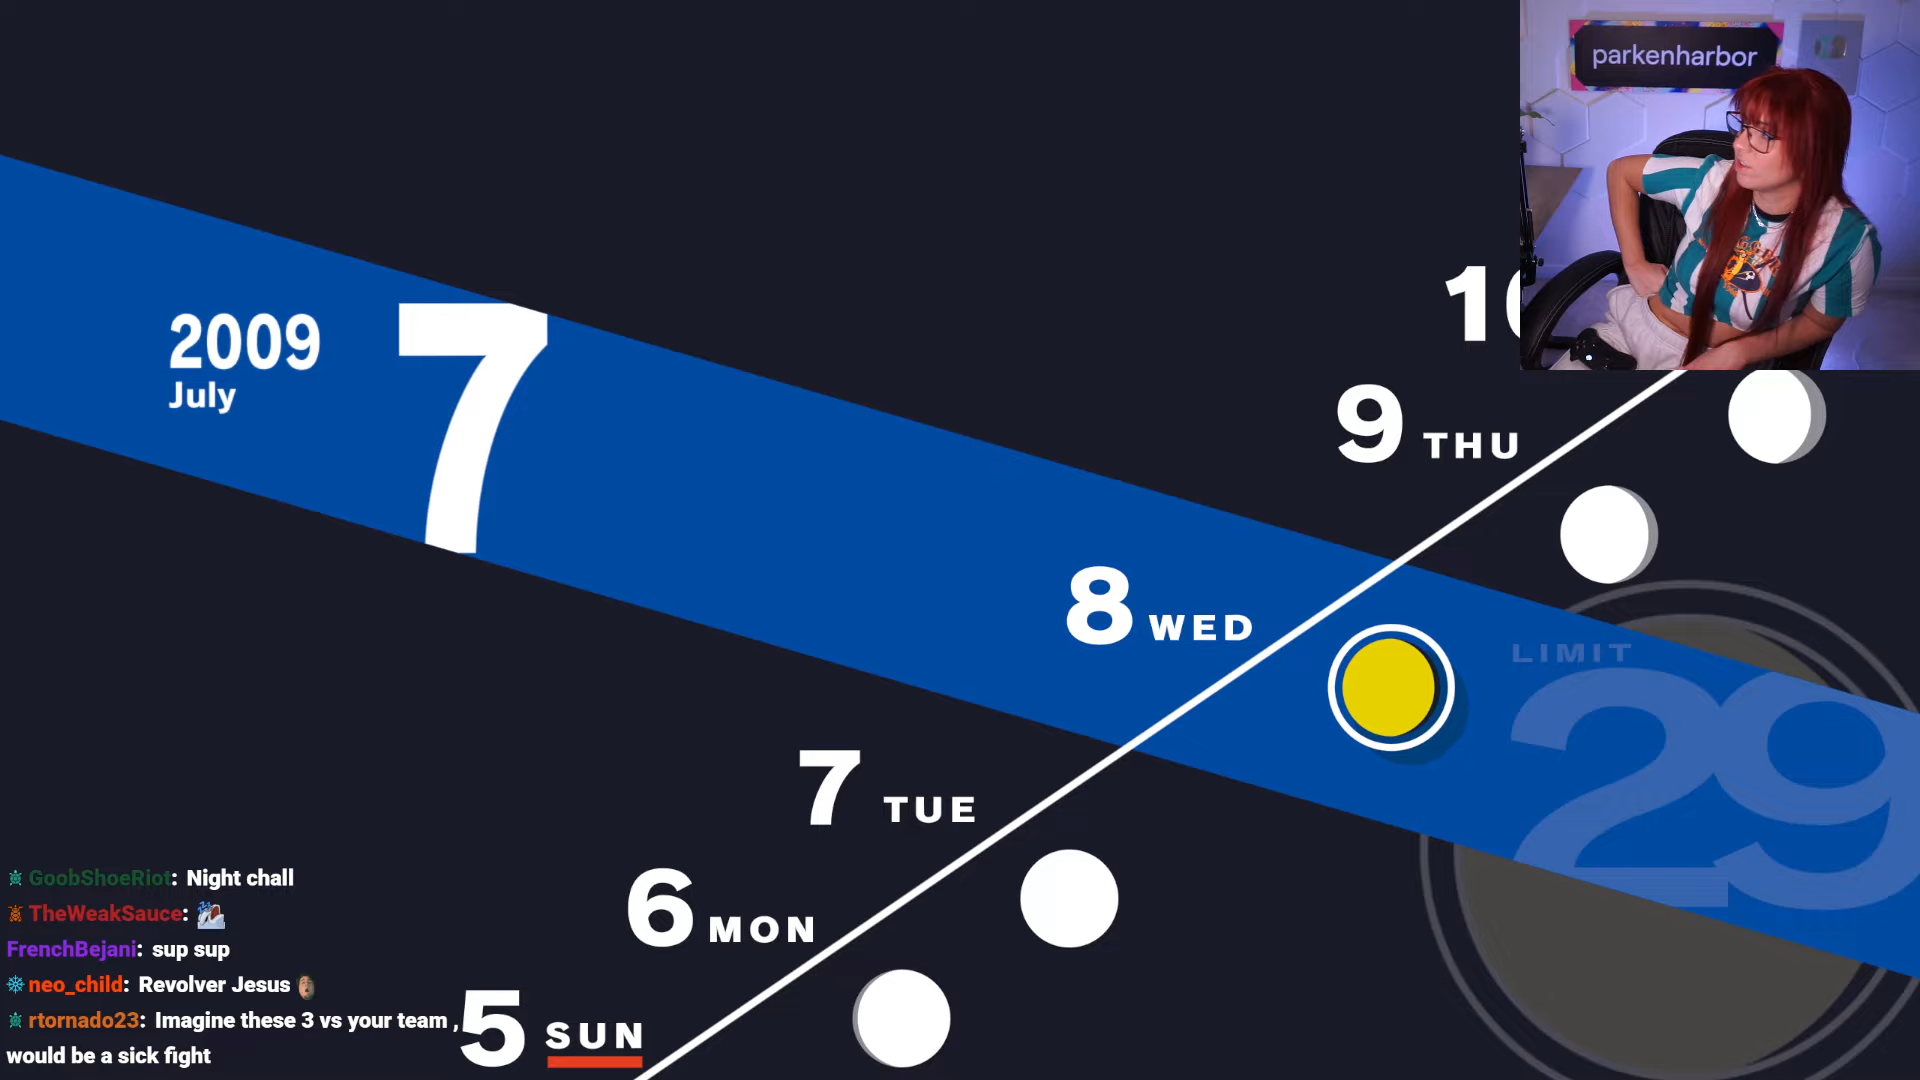 parkenharbor
2009
July
7
10
9 THU
8 WED
LIMIT
29
7 TUE
6 MON
5 SUN
GoobShoeRiot: Night chall
TheWeakSauce:
FrenchBejani: sup sup
neo_child: Revolver Jesus
rtornado23: Imagine these 3 vs your team ,
would be a sick fight